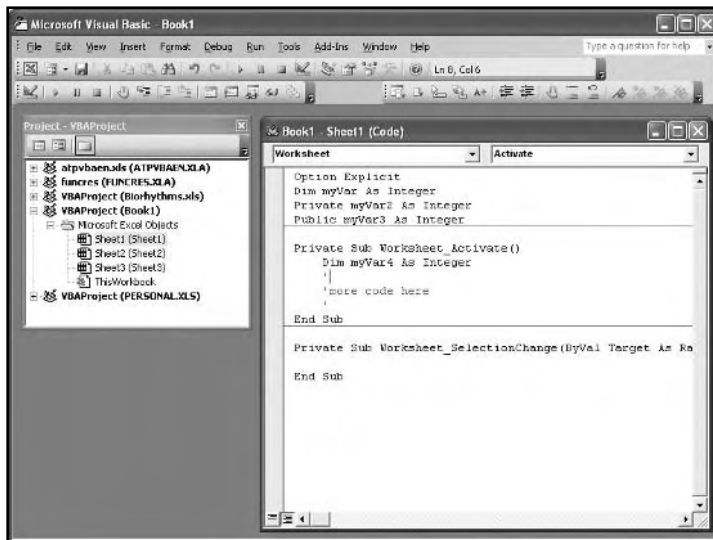 Microsoft Visual Basic - Book1
File Edit View Insert Format Debug Run Tools Add-Ins Window Help
Type a question for help
Ln 8, Col 6
Project - VBAProject
atpvbaen.xls (ATPVBAEN.XLA)
funcres (FUNCRES.XLA)
VBAProject (Biorhythms.xls)
VBAProject (Book1)
Microsoft Excel Objects
Sheet1 (Sheet1)
Sheet2 (Sheet2)
Sheet3 (Sheet3)
ThisWorkbook
VBAProject (PERSONAL.XLS)
Book1 - Sheet1 (Code)
Worksheet
Activate
Option Explicit
Dim myVar As Integer
Private myVar2 As Integer
Public myVar3 As Integer
Private Sub Worksheet_Activate()
Dim myVar4 As Integer
'
'more code here
'
End Sub
Private Sub Worksheet_SelectionChange(ByVal Target As Ra
End Sub